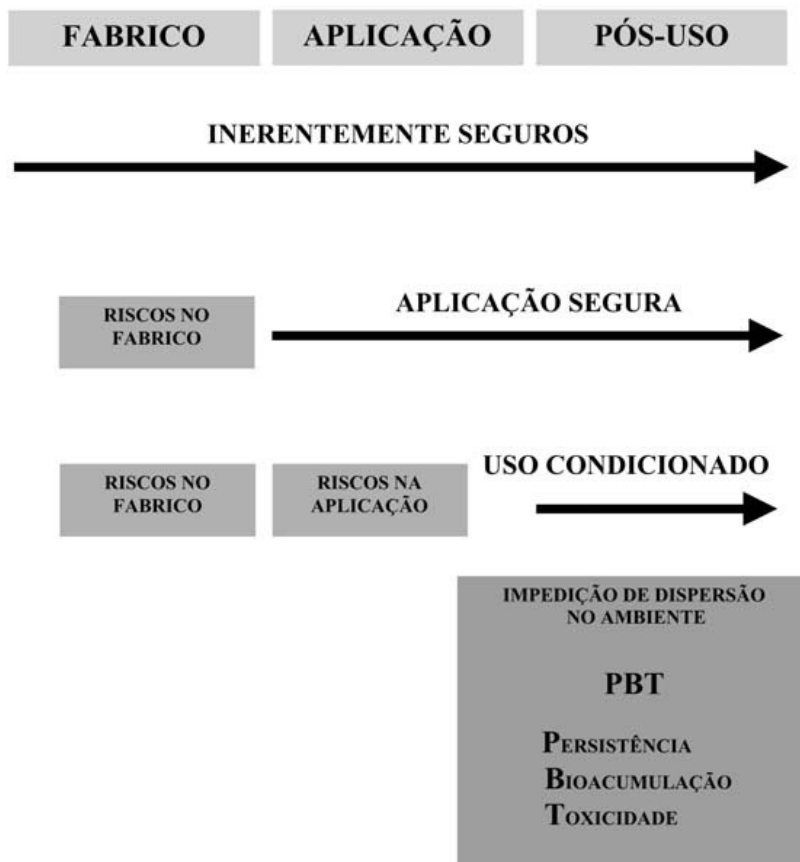 FABRICO
APLICAÇÃO
PÓS-USO
INERENTEMENTE SEGUROS
RISCOS NO
FABRICO
APLICAÇÃO SEGURA
RISCOS NO
FABRICO
RISCOS NA
APLICAÇÃO
USO CONDICIONADO
IMPEDIÇÃO DE DISPERSÃO
NO AMBIENTE
PBT
PERSISTÊNCIA
BIOACUMULAÇÃO
TOXICIDADE